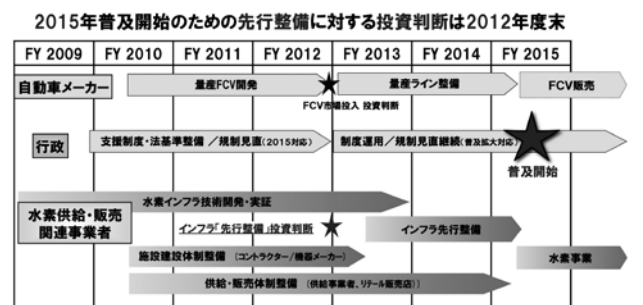 2015年普及開始のための先行整備に対する投資判断は2012年度末
FY 2009 FY 2010 FY 2011 FY 2012 FY 2013 FY 2014 FY 2015
自動車メーカー 量産FCV開発 量産ライン整備 FCV販売
FCV市場投入 投資判断
行政 支援制度・法基準整備 ／規制見直(2015対応) 制度運用／規制見直継続(普及拡大対応)
普及開始
水素インフラ技術開発・実証
水素供給・販売
関連事業者
インフラ「先行整備」投資判断 インフラ先行整備
施設建設体制整備 (コントラクター/機器メーカー) 水素事業
供給・販売体制整備 (供給事業者、リテール販売店)